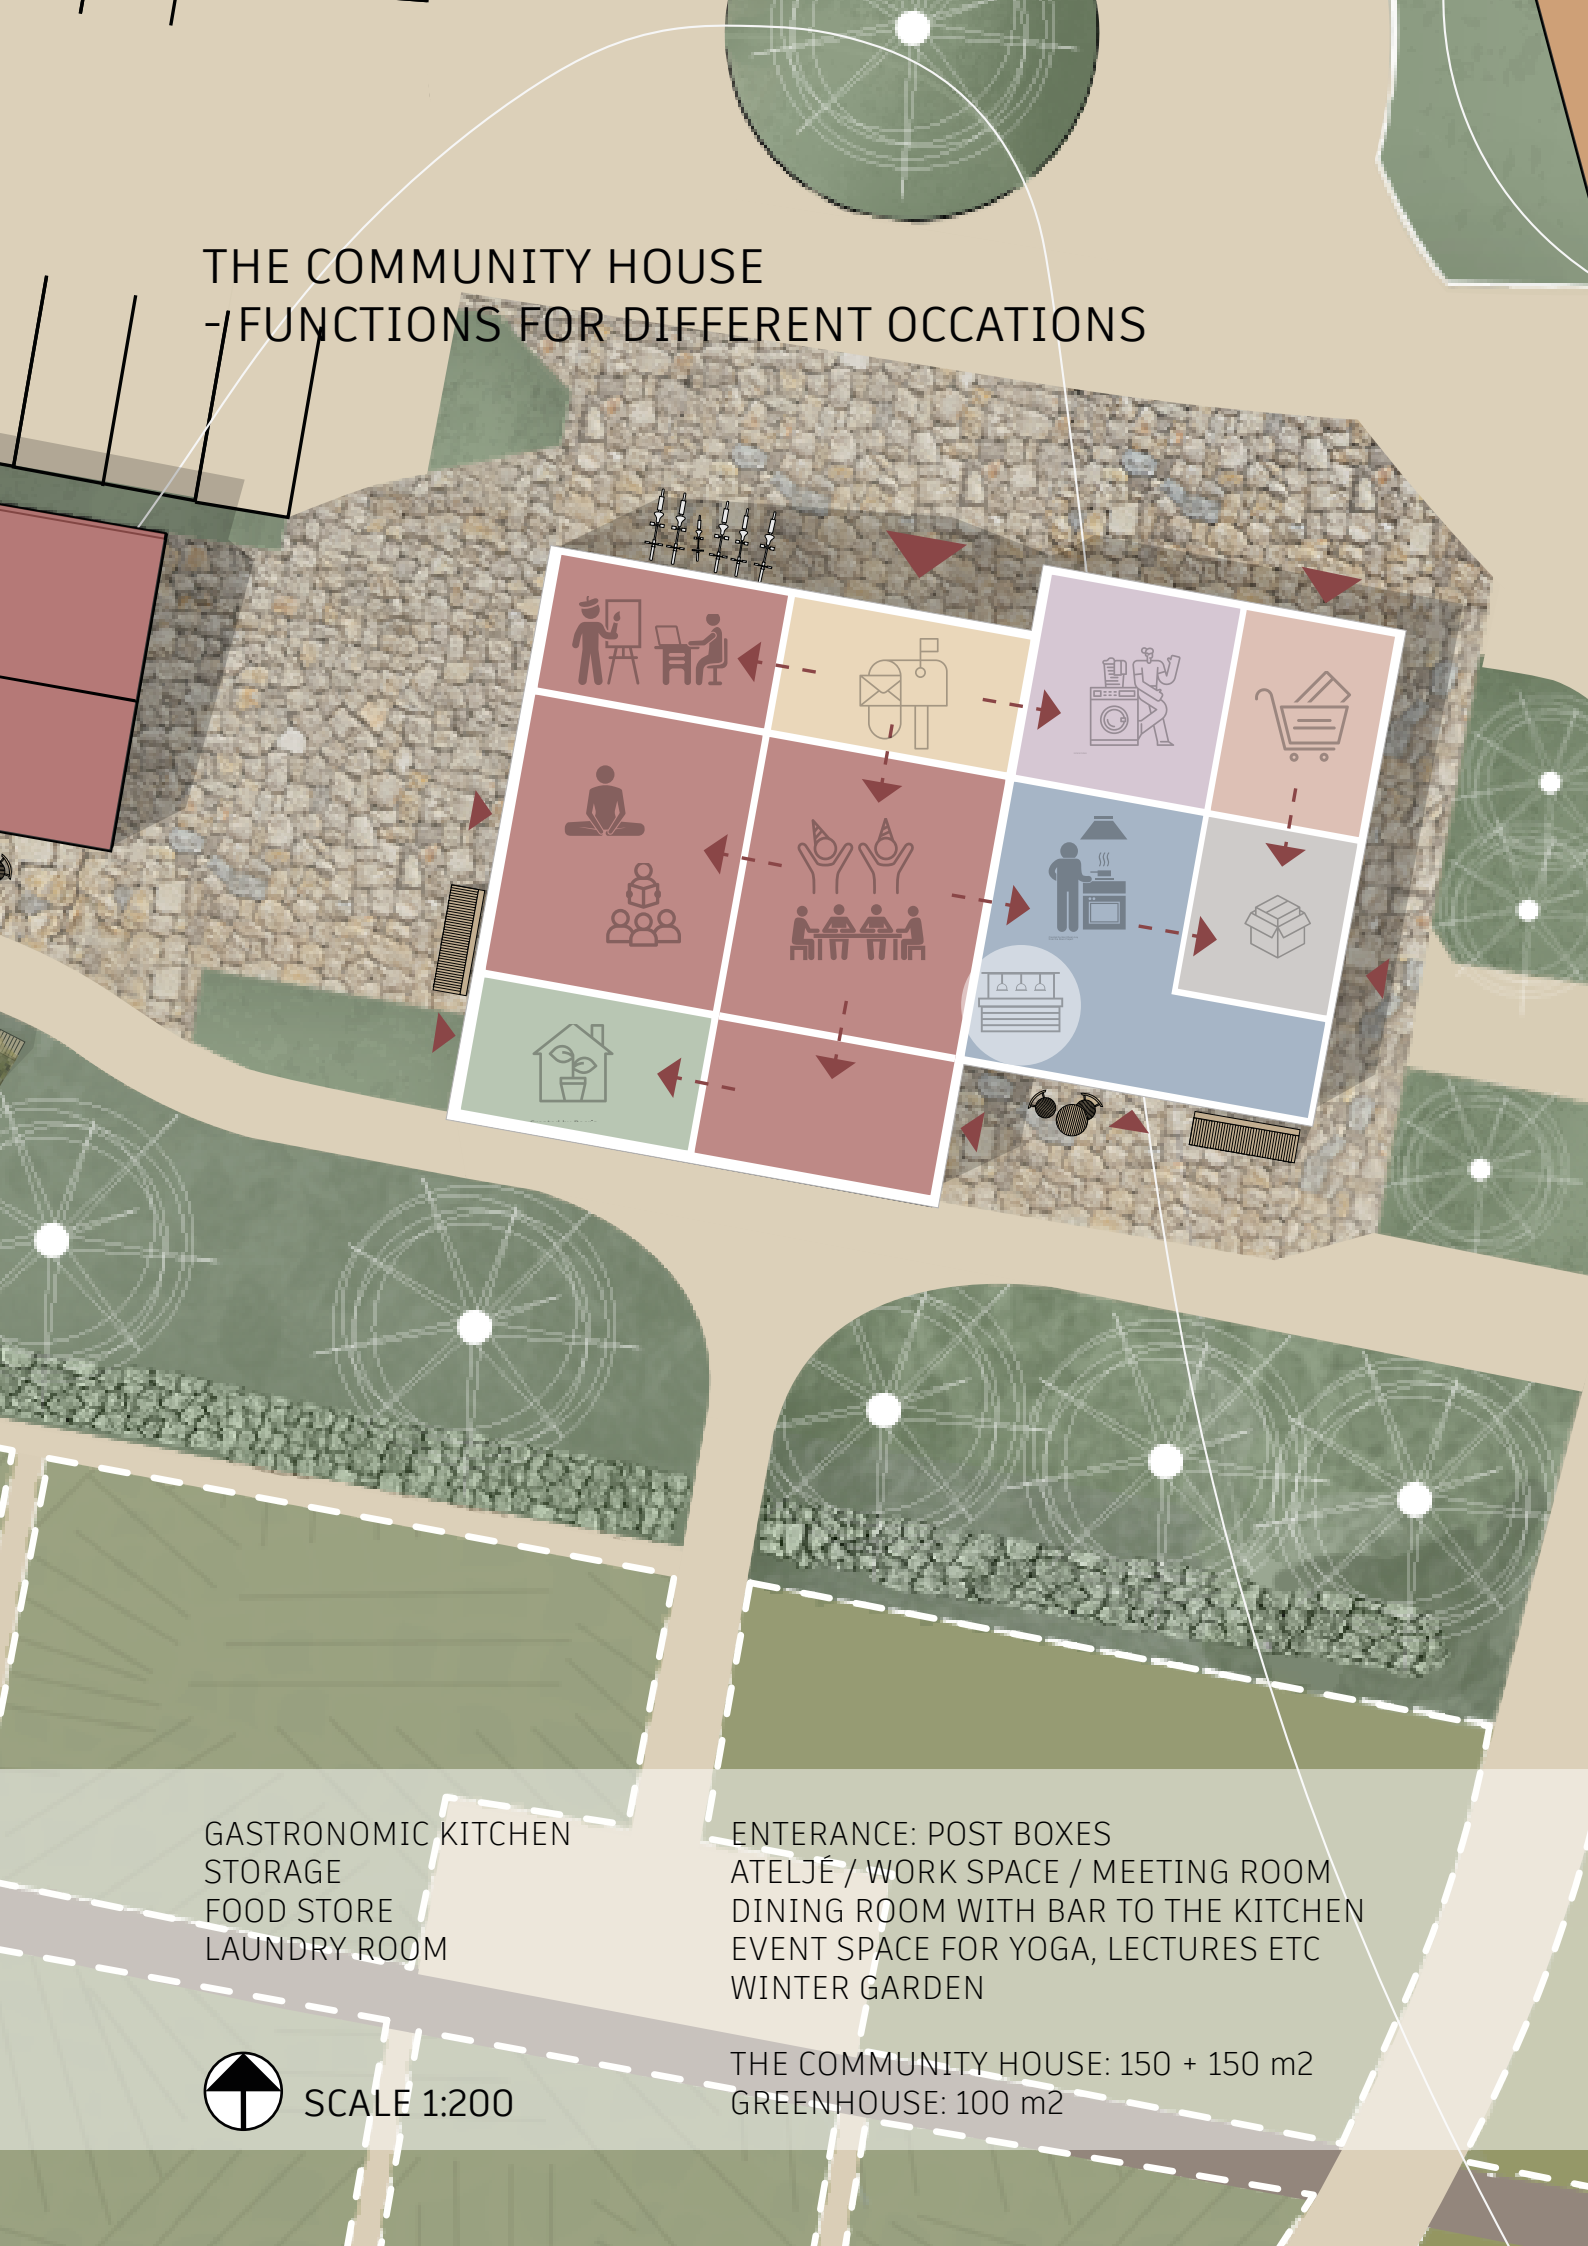 THE COMMUNITY HOUSE
- FUNCTIONS FOR DIFFERENT OCCATIONS
GASTRONOMIC KITCHEN
STORAGE
FOOD STORE
LAUNDRY ROOM
ENTERANCE: POST BOXES
ATELJÉ / WORK SPACE / MEETING ROOM
DINING ROOM WITH BAR TO THE KITCHEN
EVENT SPACE FOR YOGA, LECTURES ETC
WINTER GARDEN
THE COMMUNITY HOUSE: 150 + 150 m2
GREENHOUSE: 100 m2
SCALE 1:200